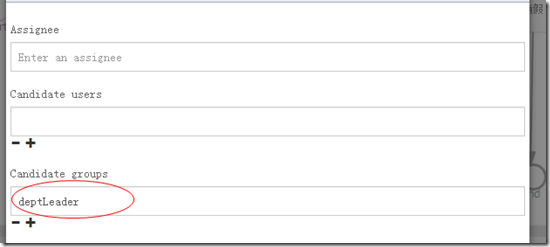 Assignee
Enter an assignee
Candidate users
Candidate groups
deptLeader